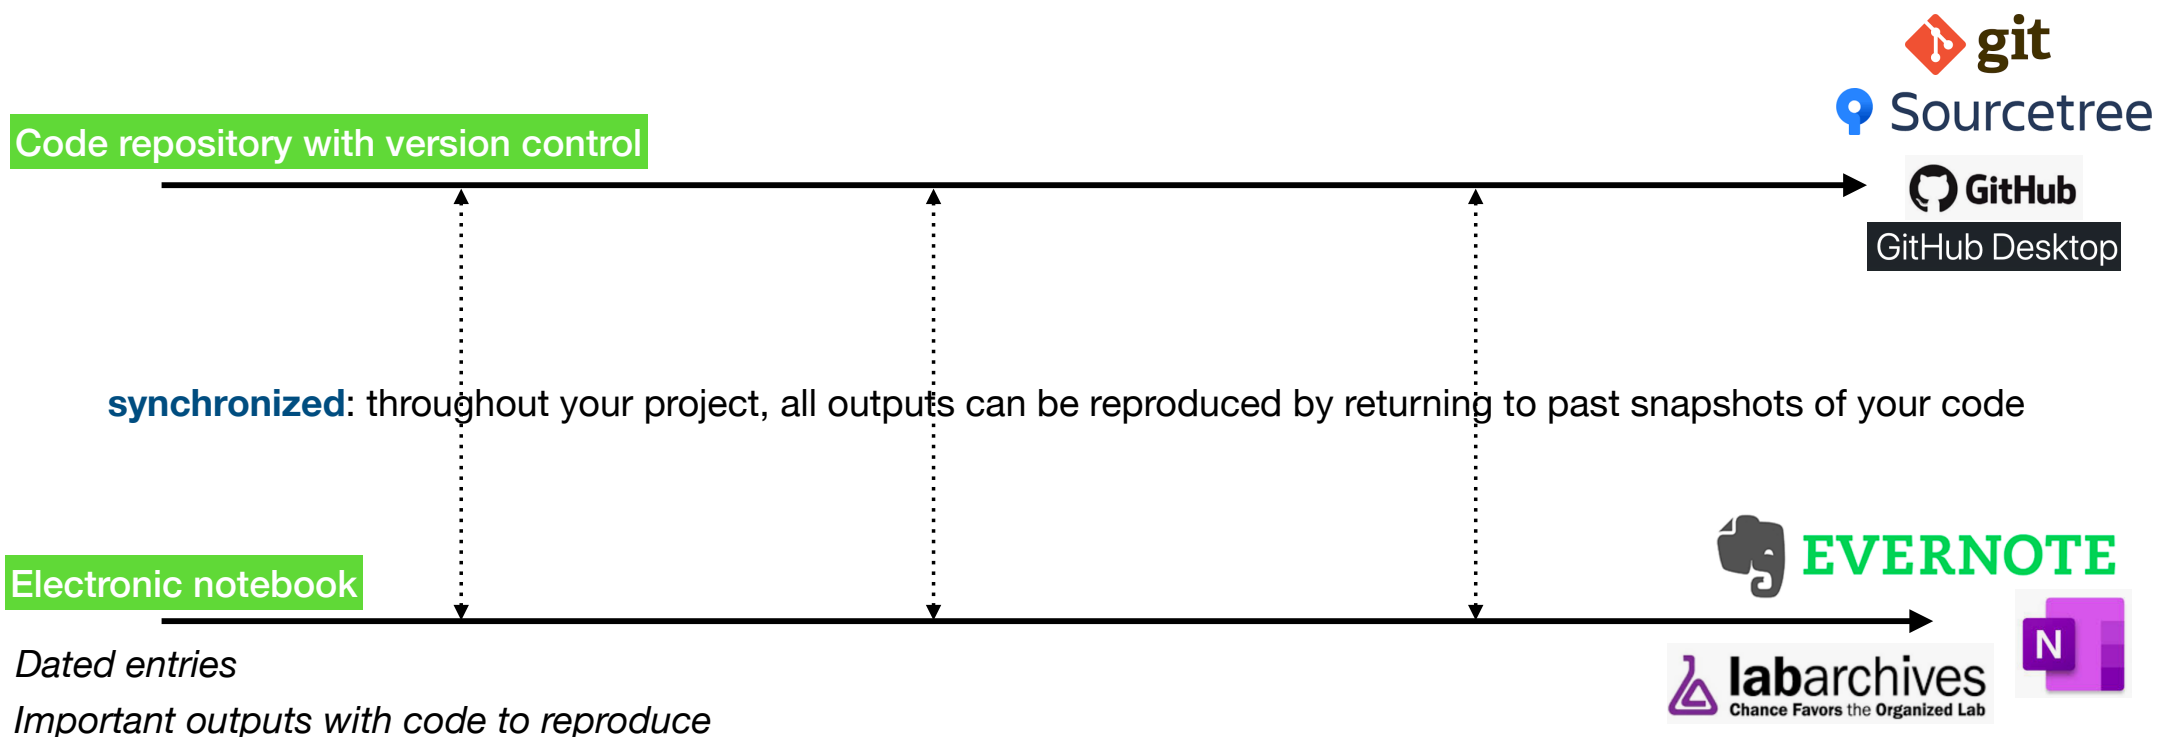 git
Sourcetree
Code repository with version control
GitHub
GitHub Desktop
synchronized: throughout your project, all outputs can be reproduced by returning to past snapshots of your code
EVERNOTE
Electronic notebook
N
Dated entries
labarchives
Chance Favors the Organized Lab
Important outputs with code to reproduce